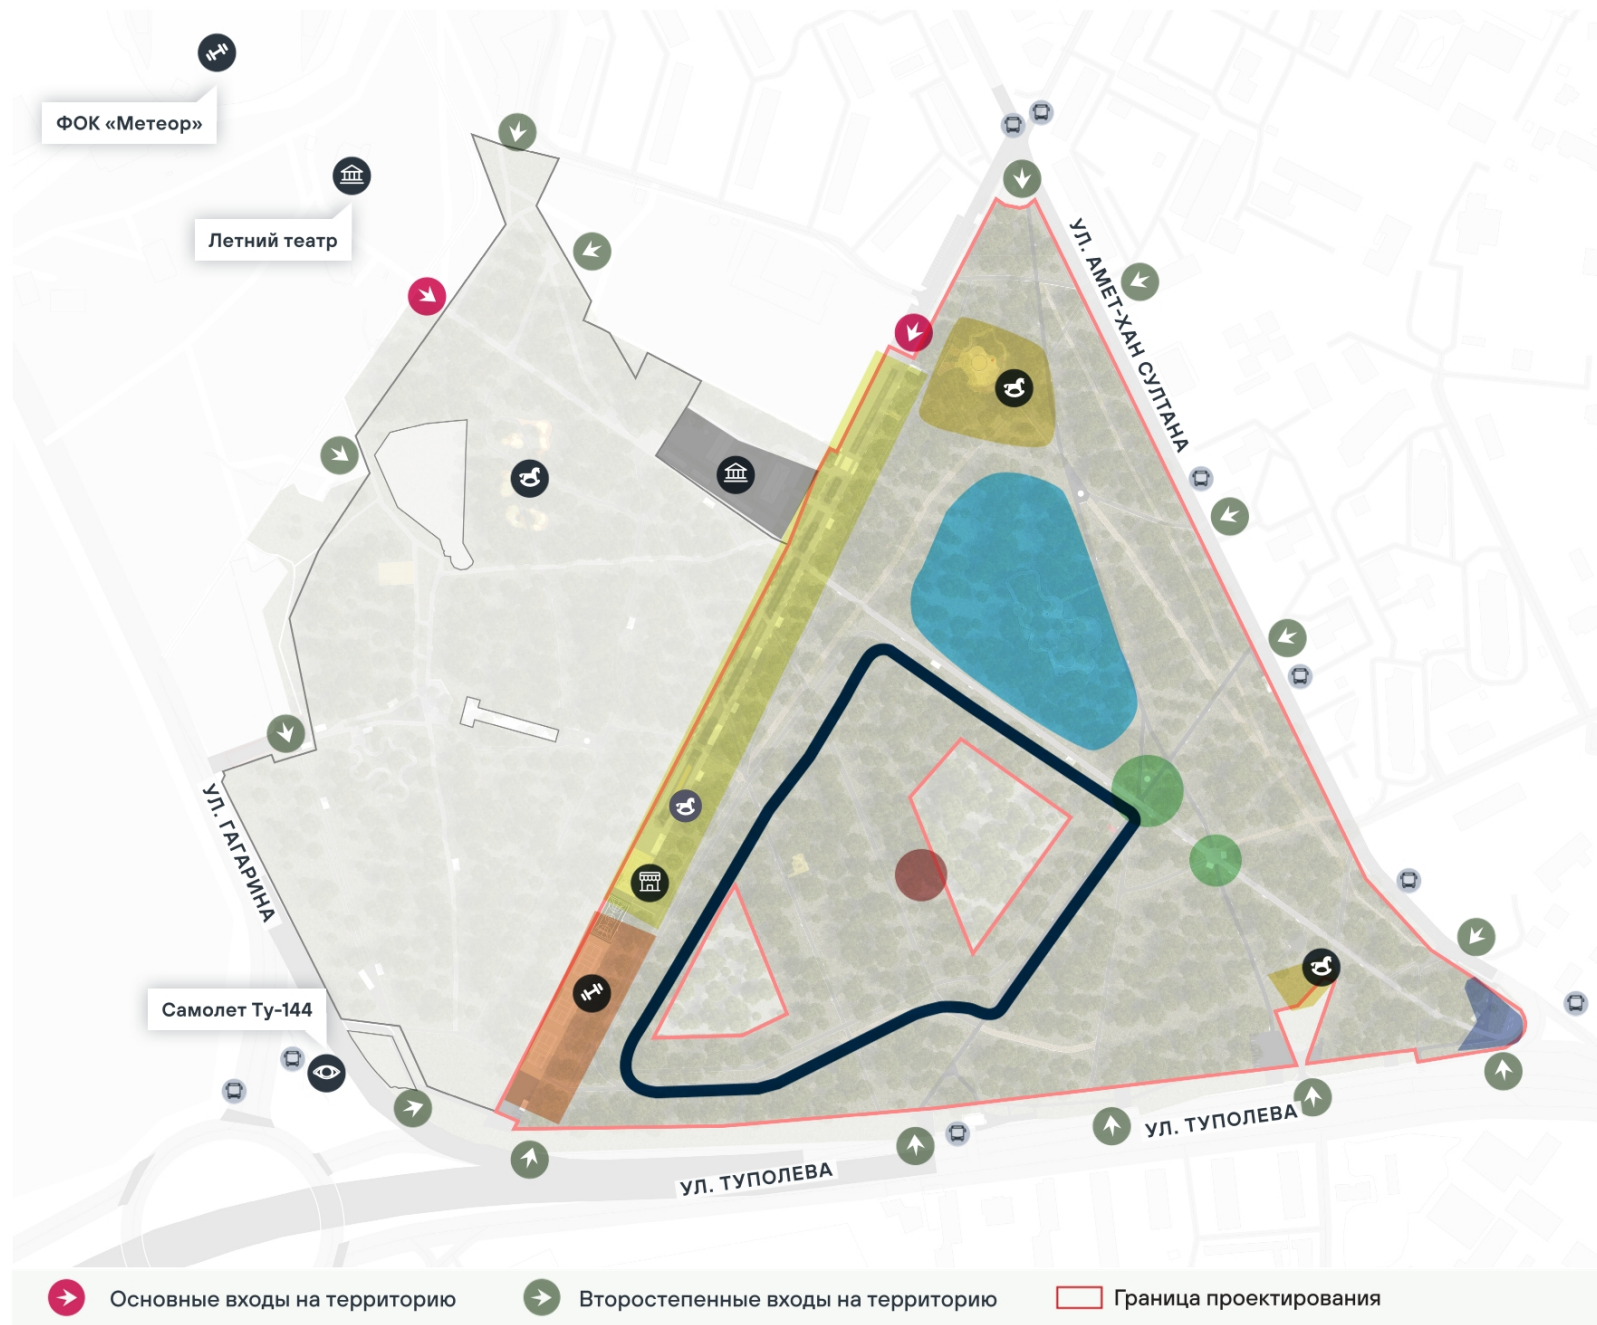 ФОК «Метеор»
Летний театр
УЛ. АМЕТ-ХАН СУЛТАНА
УЛ. ГАГАРИНА
Самолет Ту-144
УЛ. ТУПОЛЕВА
УЛ. ТУПОЛЕВА
Основные входы на территорию
Второстепенные входы на территорию
Граница проектирования